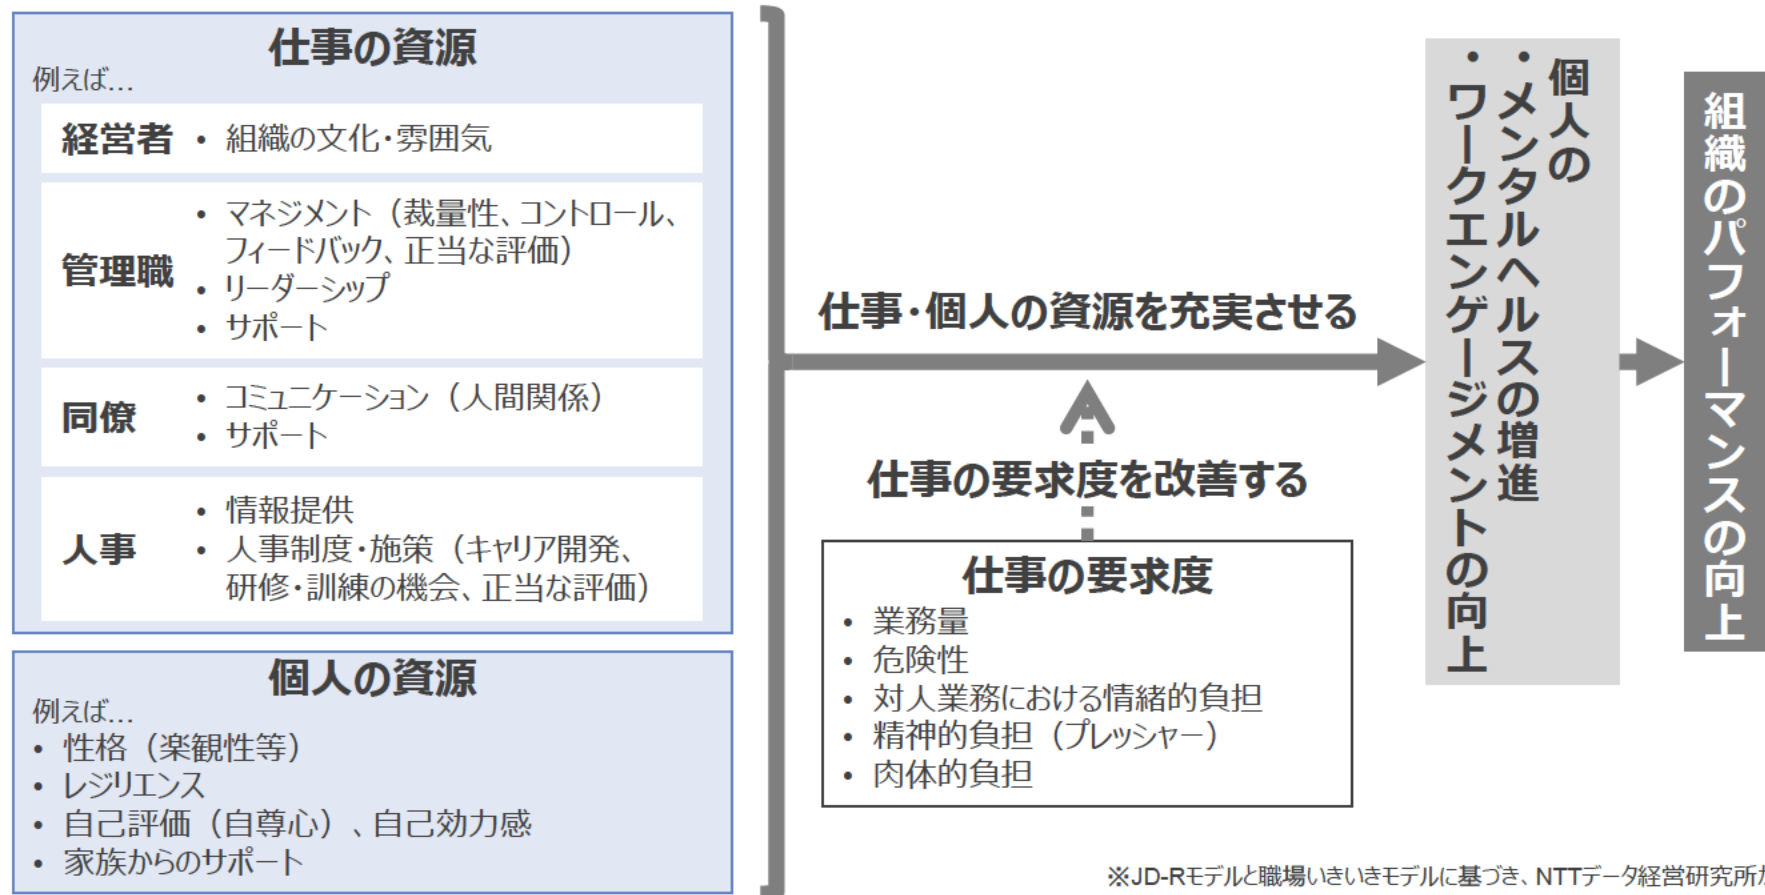 仕事の資源
例えば…
経営者
• 組織の文化・雰囲気
管理職
• マネジメント（裁量性、コントロール、
フィードバック、正当な評価）
• リーダーシップ
• サポート
同僚
• コミュニケーション（人間関係）
• サポート
人事
• 情報提供
• 人事制度・施策（キャリア開発、
研修・訓練の機会、正当な評価）
個人の資源
例えば…
• 性格（楽観性等）
• レジリエンス
• 自己評価（自尊心）、自己効力感
• 家族からのサポート
仕事・個人の資源を充実させる
仕事の要求度を改善する
仕事の要求度
• 業務量
• 危険性
• 対人業務における情緒的負担
• 精神的負担（プレッシャー）
• 肉体的負担
個人の
・メンタルヘルスの増進
・ワークエンゲージメントの向上
組織のパフォーマンスの向上
※JD-Rモデルと職場いきいきモデルに基づき、NTTデータ経営研究所が